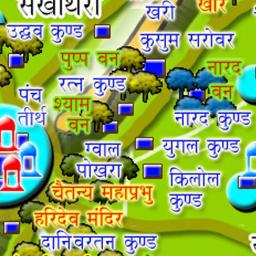 सखीथरा
खरी
खार
उद्धव कुण्ड
कुसुम सरोवर
पुष्प वन
नारद
वन
रत्न कुण्ड
पंच
तीर्थ
श्याम
वन
नारद कुण्ड
ग्वाल
पोखरा
युगल कुण्ड
किलोल
कुण्ड
चैतन्य महाप्रभु
हरिदेव मंदिर
दानिवरतन कुण्ड